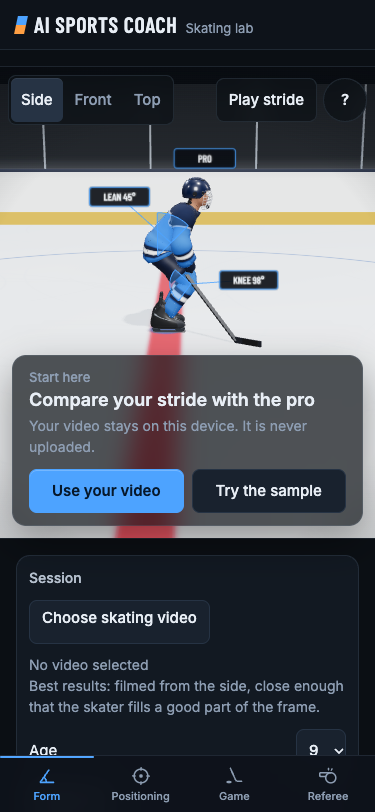 AI SPORTS COACH Skating lab
Side Front Top Play stride ?
PRO
LEAN 45°
KNEE 98°
Start here
Compare your stride with the pro
Your video stays on this device. It is never
uploaded.
Use your video Try the sample
Session
Choose skating video
No video selected
Best results: filmed from the side, close enough
that the skater fills a good part of the frame.
Age 9
Form Positioning Game Referee